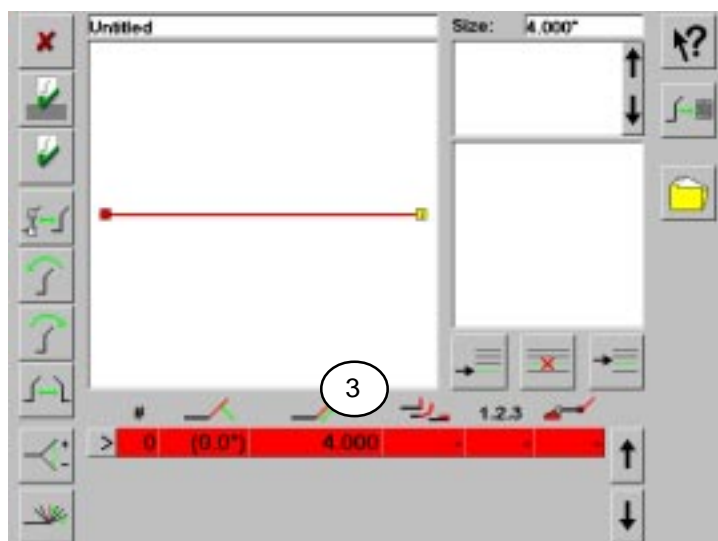 Untitled
Size: 4.000"
3
# 1.2.3
> 0 (0.0°) 4.000 - - -